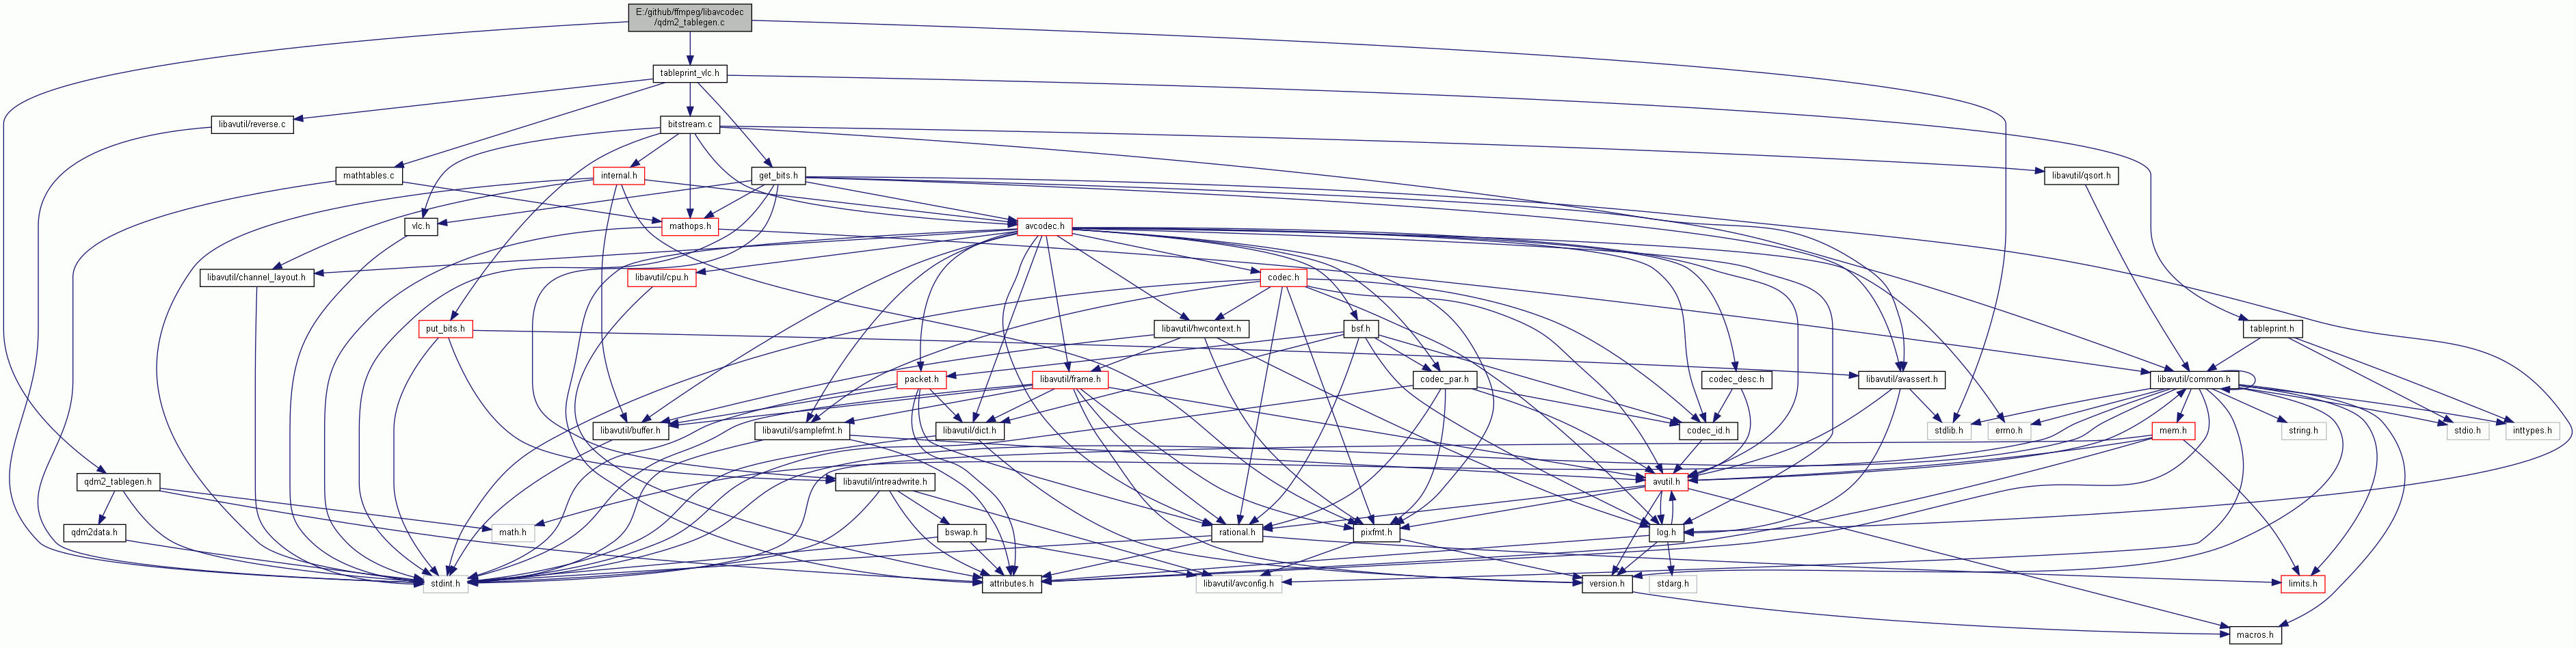 E:/github/ffmpeg/libavcodec
/qdm2_tablegen.c
tableprint_vlc.h
libavutil/reverse.c
bitstream.c
mathtables.c
internal.h
get_bits.h
libavutil/qsort.h
vlc.h
mathops.h
avcodec.h
libavutil/channel_layout.h
libavutil/cpu.h
codec.h
put_bits.h
libavutil/hwcontext.h
bsf.h
tableprint.h
packet.h
libavutil/frame.h
codec_par.h
codec_desc.h
libavutil/avassert.h
libavutil/common.h
libavutil/buffer.h
libavutil/samplefmt.h
libavutil/dict.h
codec_id.h
stdlib.h
errno.h
mem.h
string.h
stdio.h
inttypes.h
qdm2_tablegen.h
libavutil/intreadwrite.h
avutil.h
qdm2data.h
math.h
bswap.h
rational.h
pixfmt.h
log.h
stdint.h
attributes.h
libavutil/avconfig.h
version.h
stdarg.h
limits.h
macros.h